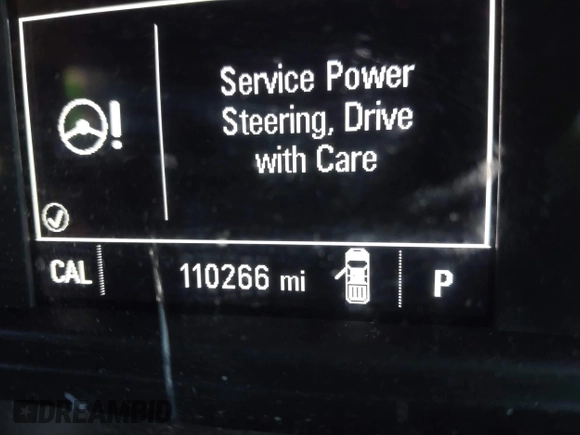 Service Power
Steering, Drive
with Care
CAL
110266 mi
P
DREAMBID